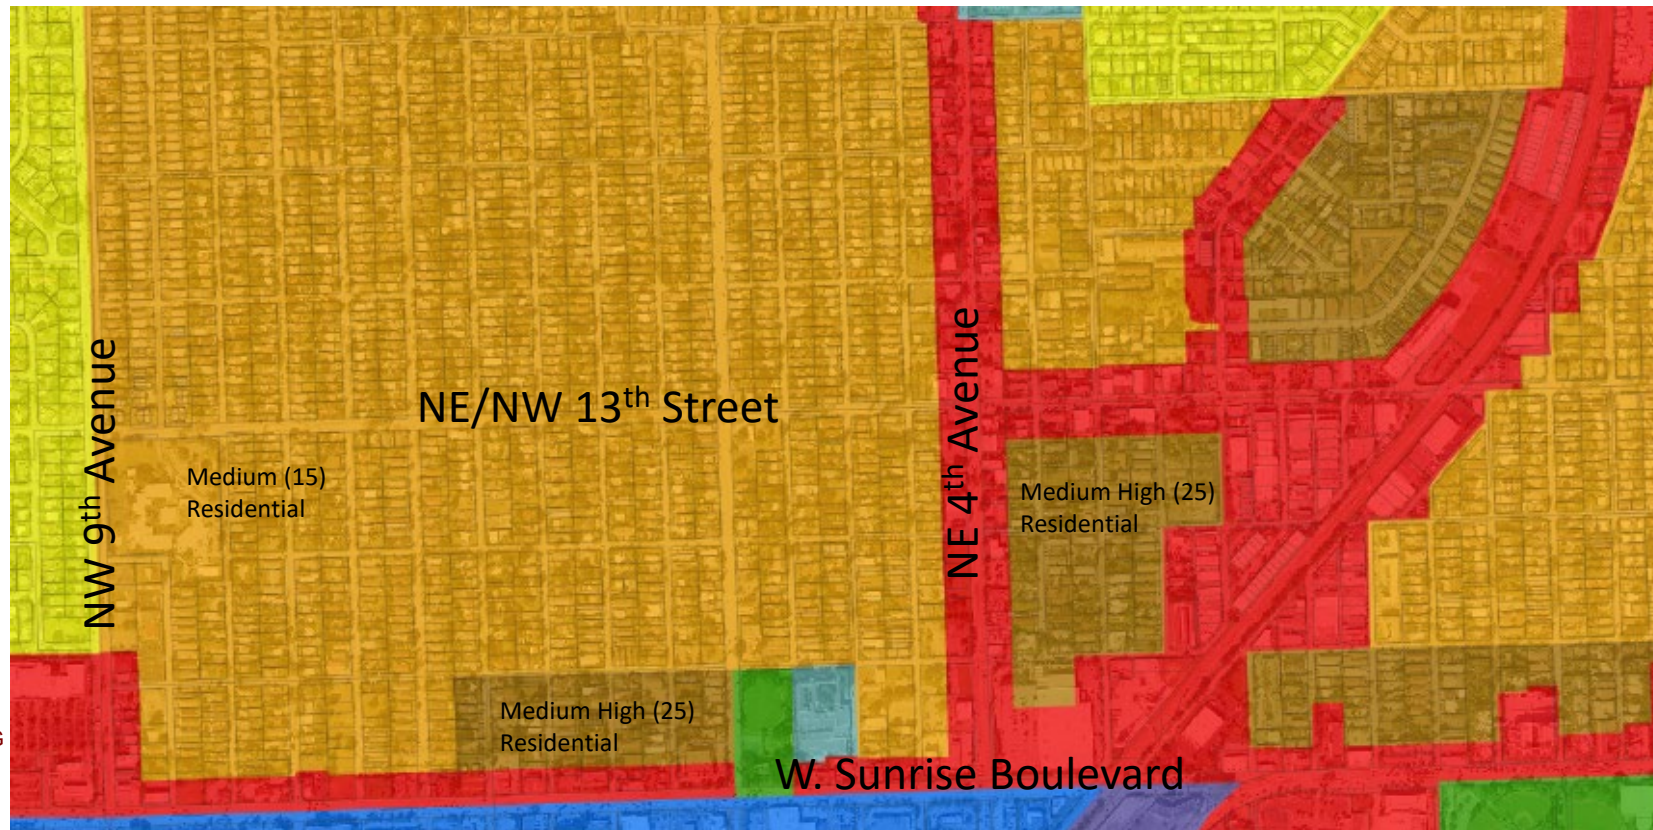 NW 9th Avenue
NE/NW 13th Street
NE 4th Avenue
Medium (15)
Residential
Medium High (25)
Residential
Medium High (25)
Residential
W. Sunrise Boulevard